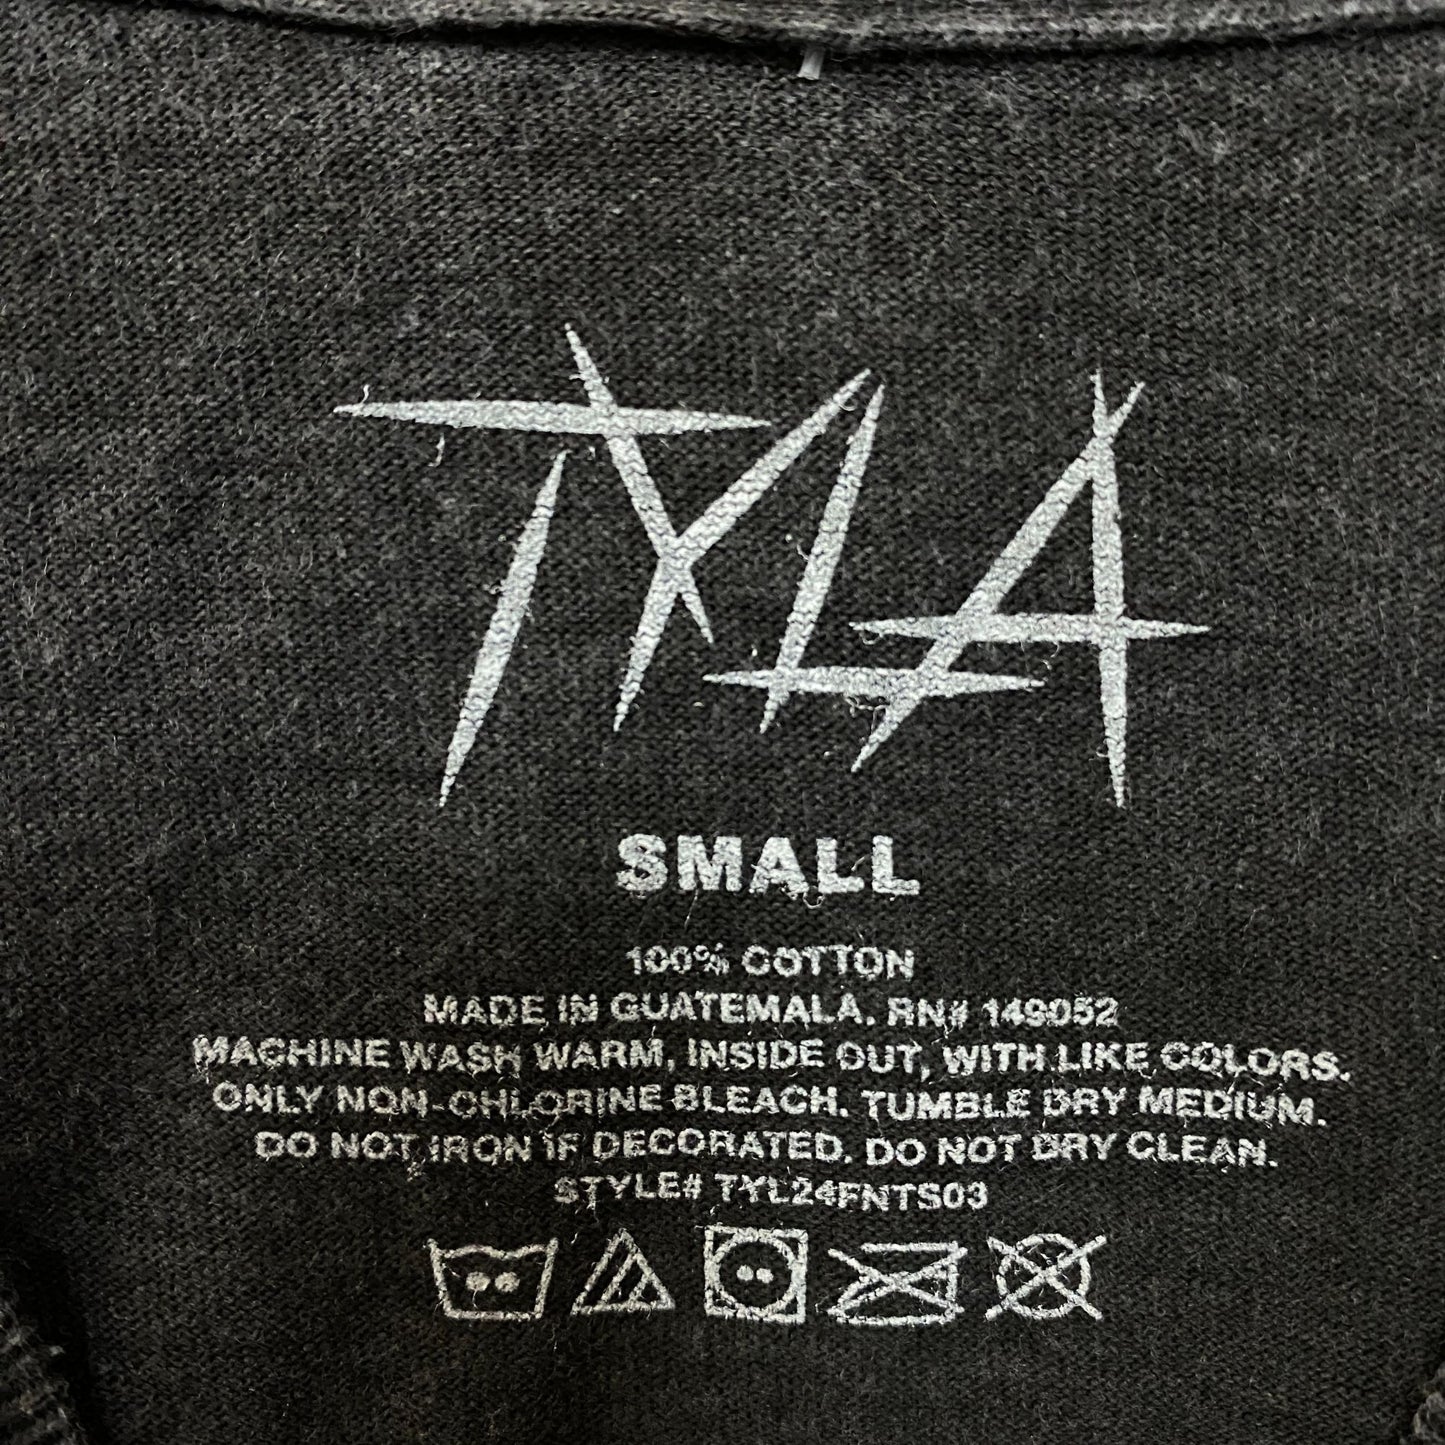 TYLA
SMALL
100% COTTON
MADE IN GUATEMALA. RN# 149052
MACHINE WASH WARM, INSIDE OUT, WITH LIKE COLORS.
ONLY NON-CHLORINE BLEACH. TUMBLE DRY MEDIUM.
DO NOT IRON IF DECORATED. DO NOT DRY CLEAN.
STYLE# TYL24FNTS03